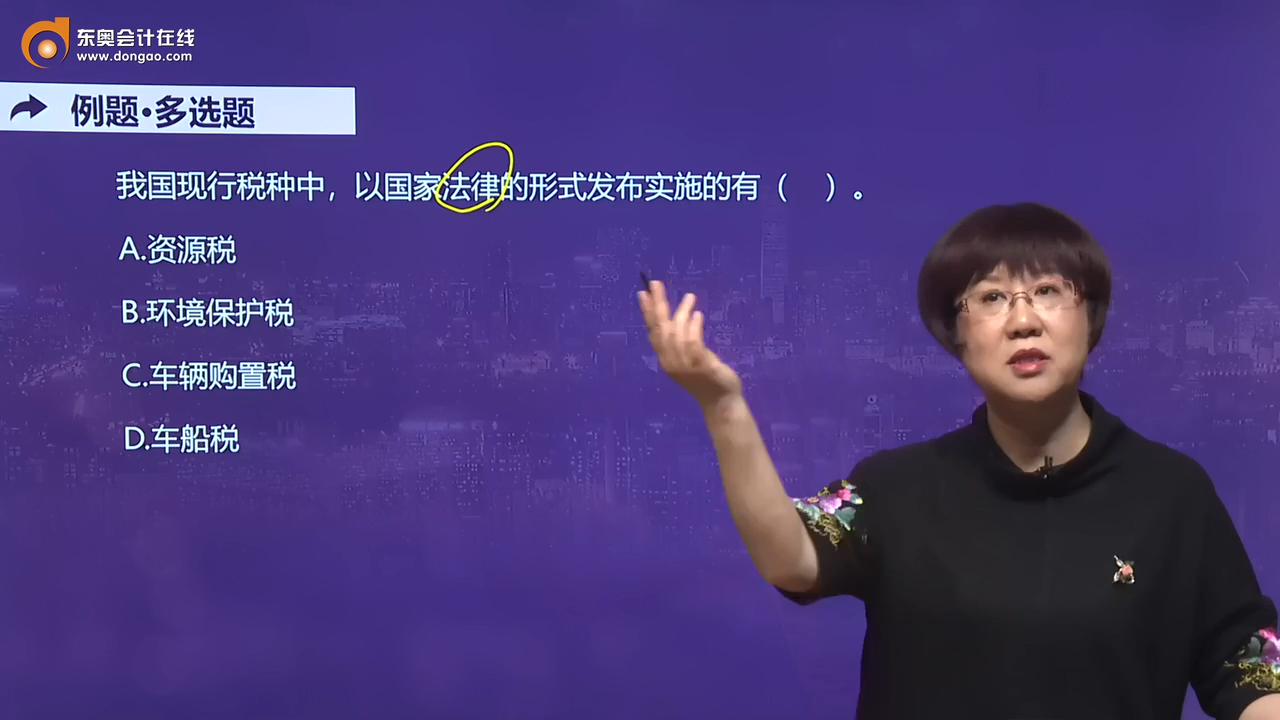 东奥会计在线
www.dongao.com
例题·多选题
我国现行税种中，以国家法律的形式发布实施的有（ ）。
A.资源税
B.环境保护税
C.车辆购置税
D.车船税